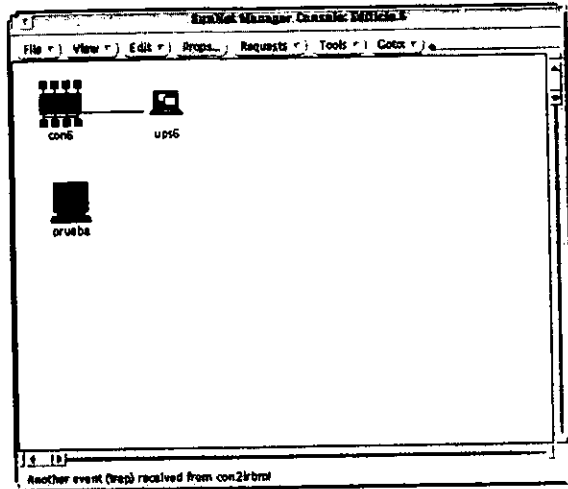 SunNet Manager Console: Edificio 6
File View Edit Props... Requests Tools Goto:
con6 ups6
prueba
Another event (trap) received from